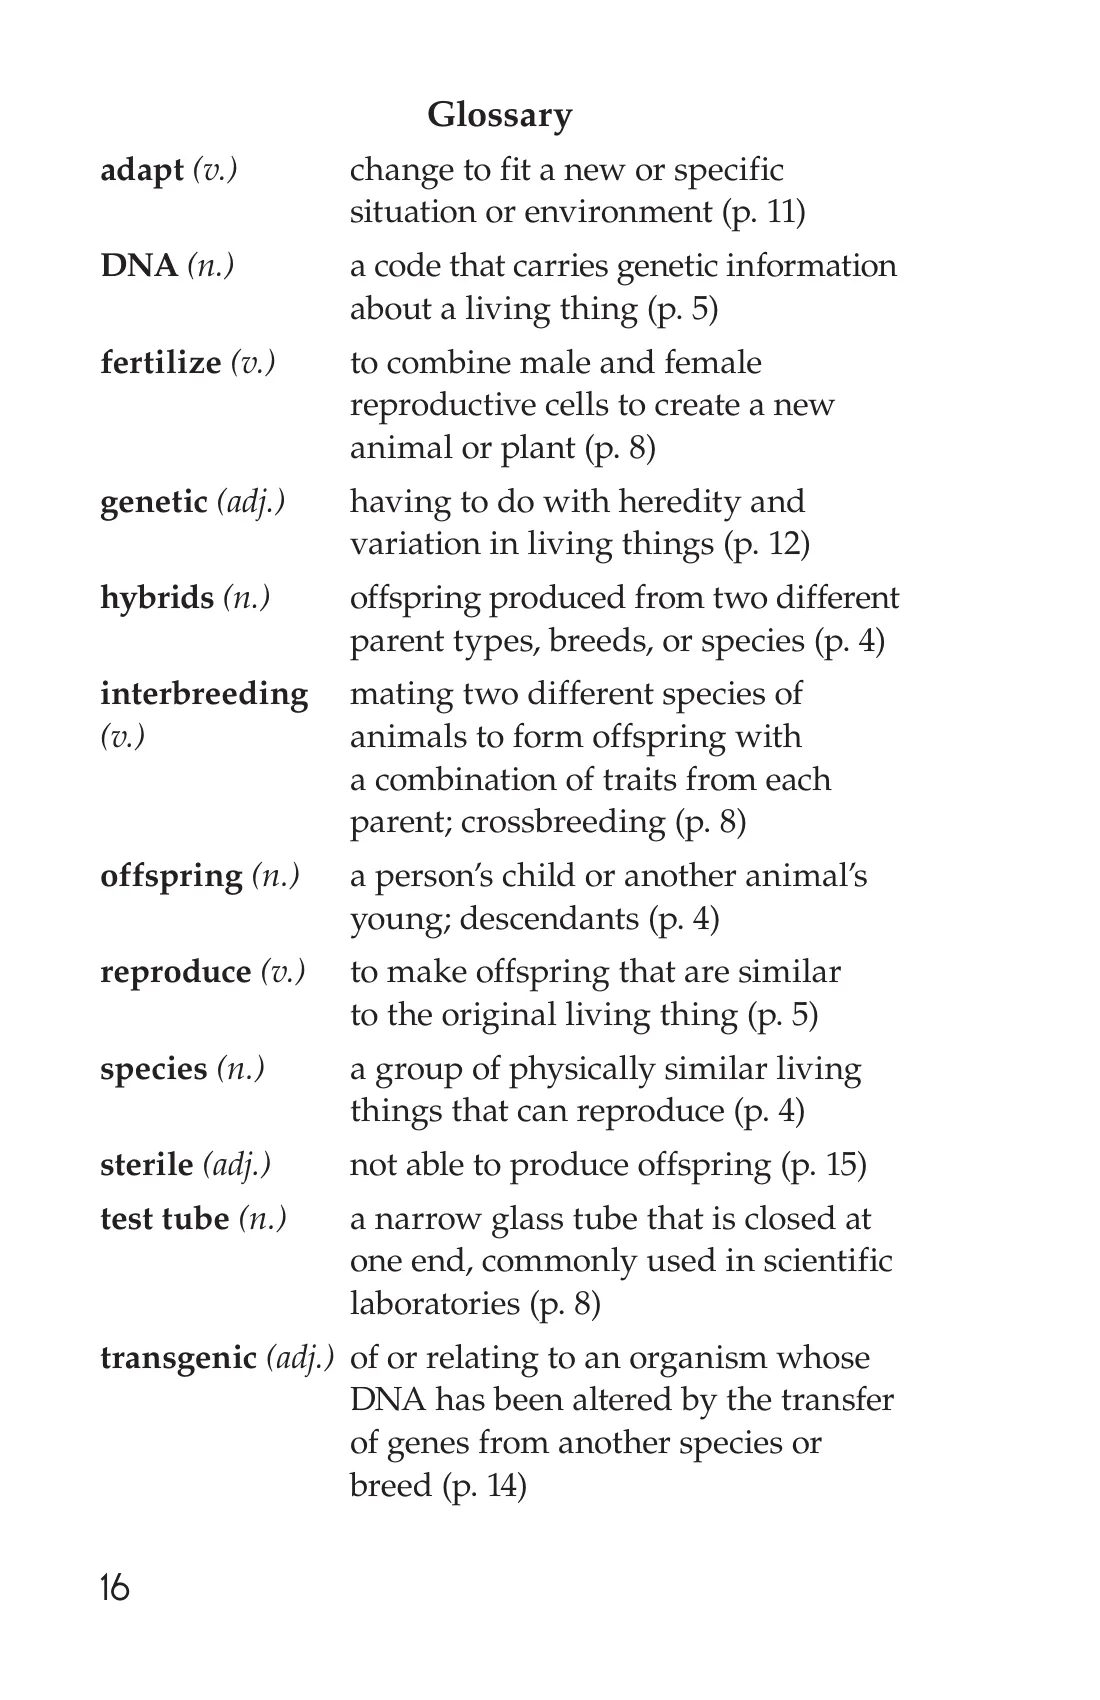 Glossary
adapt (v.) change to fit a new or specific
situation or environment (p. 11)
DNA (n.) a code that carries genetic information
about a living thing (p. 5)
fertilize (v.) to combine male and female
reproductive cells to create a new
animal or plant (p. 8)
genetic (adj.) having to do with heredity and
variation in living things (p. 12)
hybrids (n.) offspring produced from two different
parent types, breeds, or species (p. 4)
interbreeding mating two different species of
(v.) animals to form offspring with
a combination of traits from each
parent; crossbreeding (p. 8)
offspring (n.) a person’s child or another animal’s
young; descendants (p. 4)
reproduce (v.) to make offspring that are similar
to the original living thing (p. 5)
species (n.) a group of physically similar living
things that can reproduce (p. 4)
sterile (adj.) not able to produce offspring (p. 15)
test tube (n.) a narrow glass tube that is closed at
one end, commonly used in scientific
laboratories (p. 8)
transgenic (adj.) of or relating to an organism whose
DNA has been altered by the transfer
of genes from another species or
breed (p. 14)
16